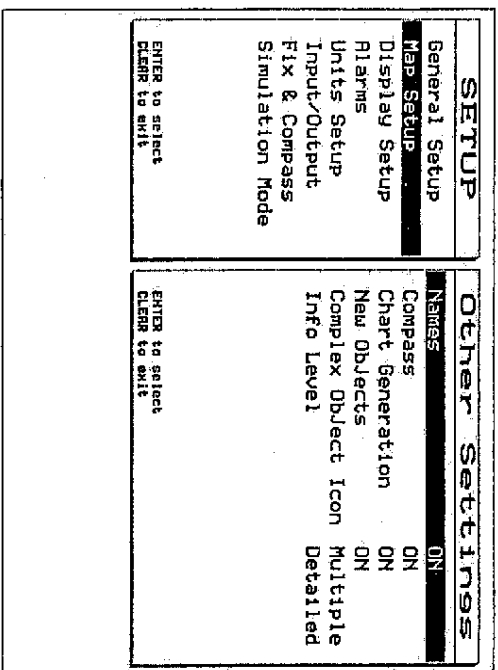 SETUP
General Setup
Map Setup
Display Setup
Alarms
Units Setup
Input/Output
Fix & Compass
Simulation Mode
ENTER to select
CLEAR to exit
Other Settings
Names ON
Compass ON
Chart Generation ON
New Objects ON
Complex Object Icon Multiple
Info Level Detailed
ENTER to select
CLEAR to exit